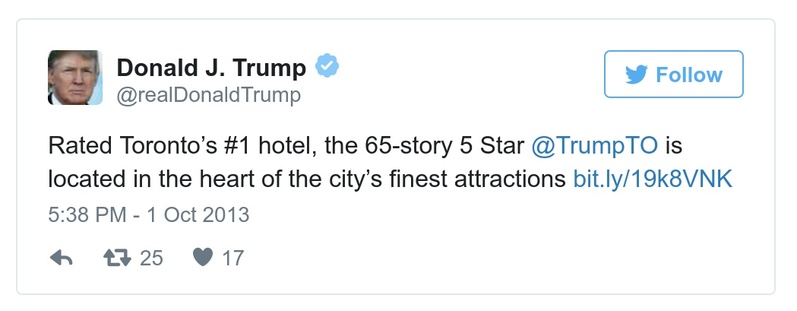 Donald J. Trump
@realDonaldTrump
Follow
Rated Toronto’s #1 hotel, the 65-story 5 Star @TrumpTO is
located in the heart of the city’s finest attractions bit.ly/19k8VNK
5:38 PM - 1 Oct 2013
25 17